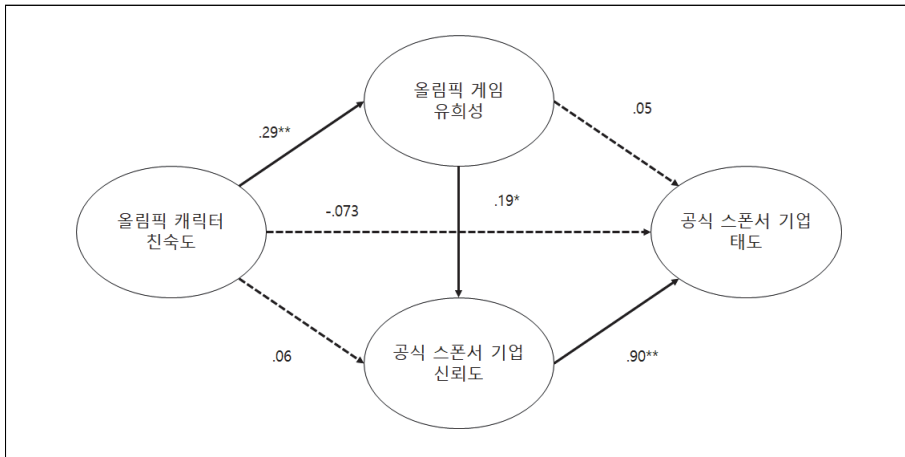 올림픽 게임
유희성
.29**
.05
올림픽 캐릭터
친숙도
-.073
.19*
공식 스폰서 기업
태도
.06
공식 스폰서 기업
신뢰도
.90**